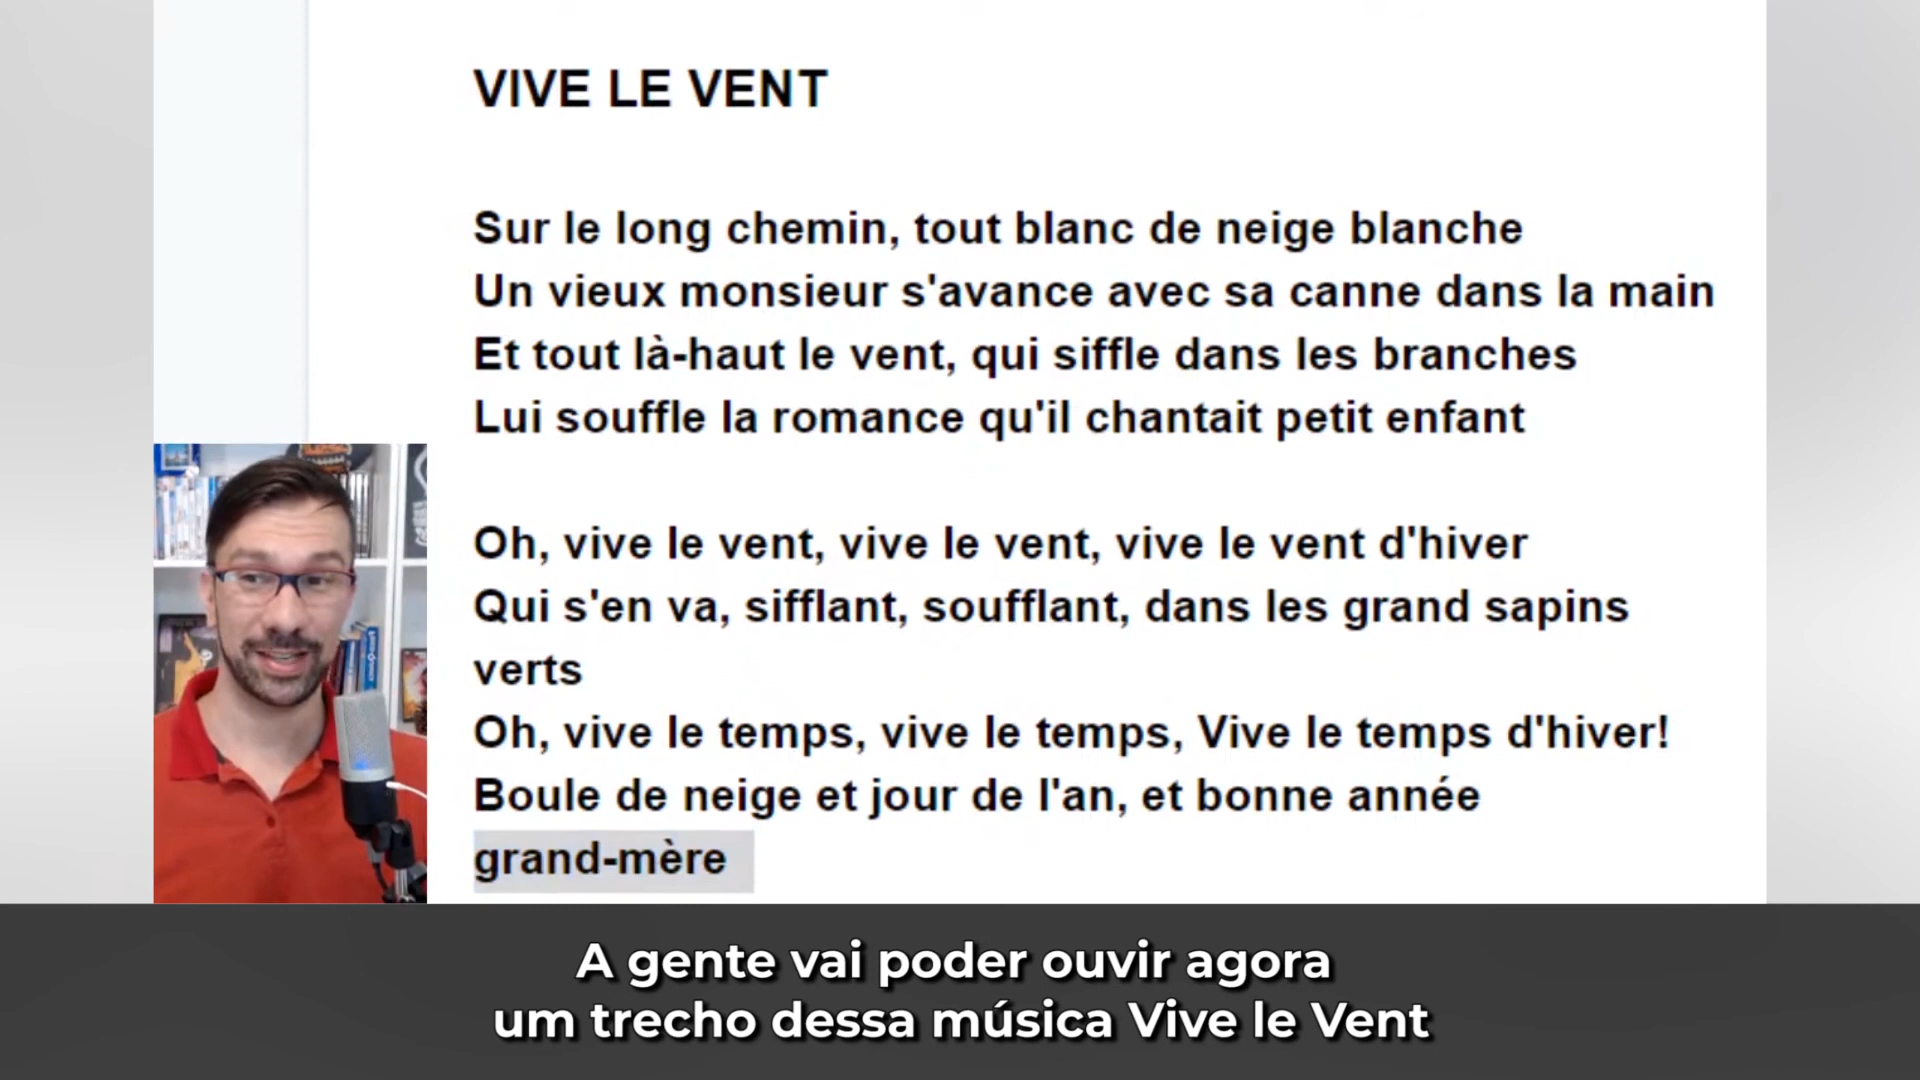 VIVE LE VENT
Sur le long chemin, tout blanc de neige blanche
Un vieux monsieur s'avance avec sa canne dans la main
Et tout là-haut le vent, qui siffle dans les branches
Lui souffle la romance qu'il chantait petit enfant
Oh, vive le vent, vive le vent, vive le vent d'hiver
Qui s'en va, sifflant, soufflant, dans les grand sapins
verts
Oh, vive le temps, vive le temps, Vive le temps d'hiver!
Boule de neige et jour de l'an, et bonne année
grand-mère
A gente vai poder ouvir agora
um trecho dessa música Vive le Vent